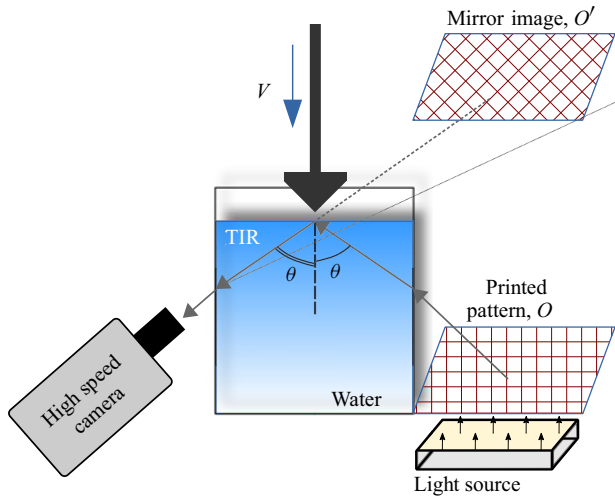 Mirror image, O′
V
TIR
θ
θ
Printed
pattern, O
High speed
camera
Water
Light source